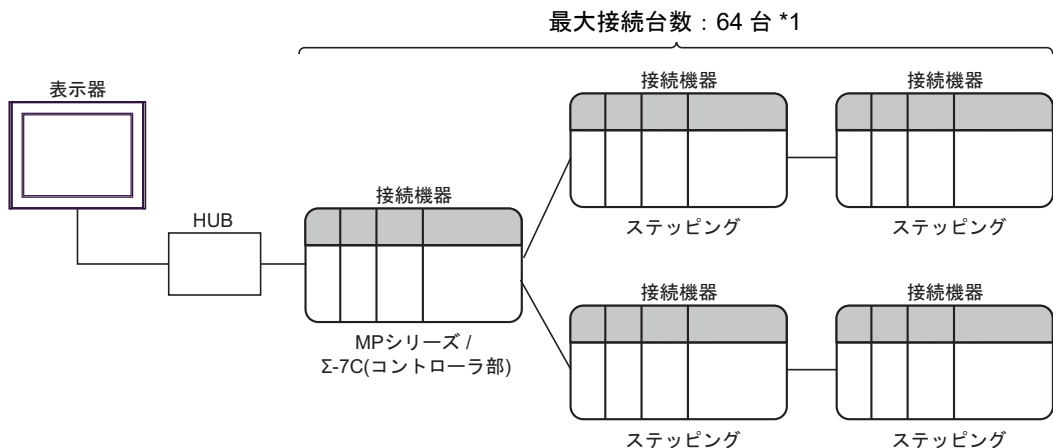 最大接続台数：64 台 *1
表示器
接続機器
接続機器
接続機器
HUB
ステッピング
ステッピング
接続機器
接続機器
MPシリーズ /
Σ-7C(コントローラ部)
ステッピング
ステッピング